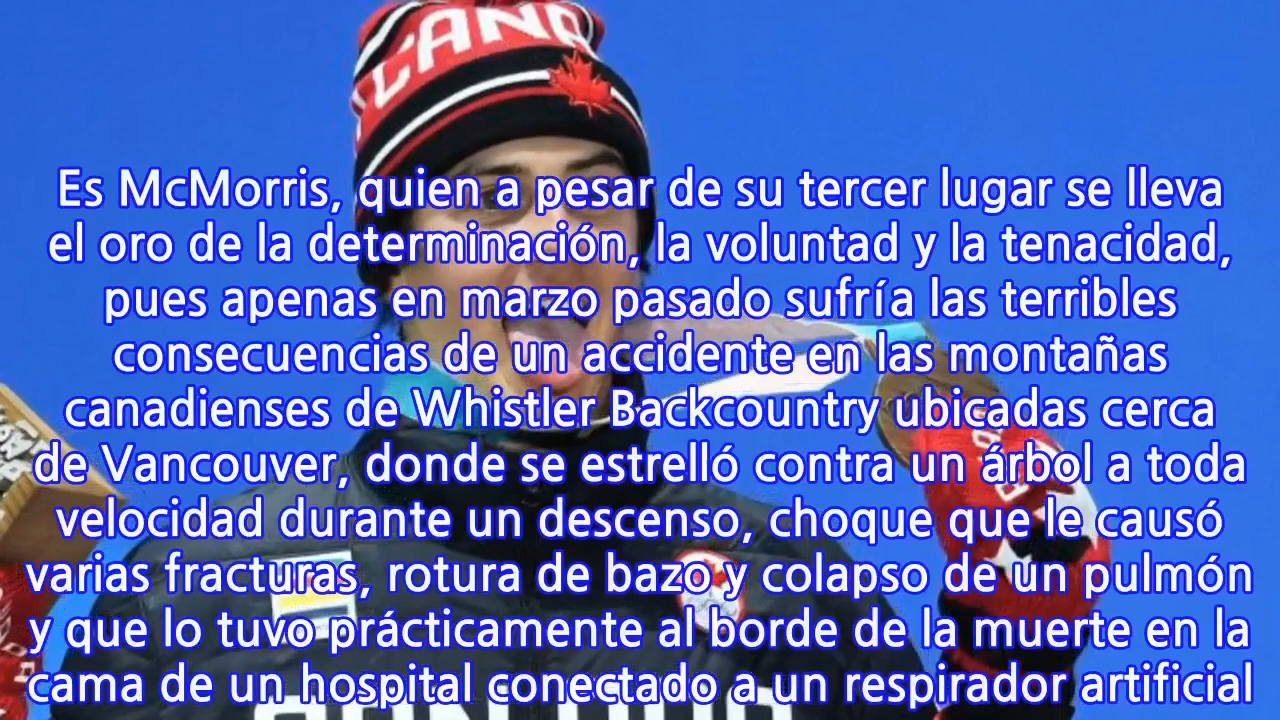 CANA
Es McMorris, quien a pesar de su tercer lugar se lleva
el oro de la determinación, la voluntad y la tenacidad,
pues apenas en marzo pasado sufría las terribles
consecuencias de un accidente en las montañas
canadienses de Whistler Backcountry ubicadas cerca
de Vancouver, donde se estrelló contra un árbol a toda
velocidad durante un descenso, choque que le causó
varias fracturas, rotura de bazo y colapso de un pulmón
y que lo tuvo prácticamente al borde de la muerte en la
cama de un hospital conectado a un respirador artificial